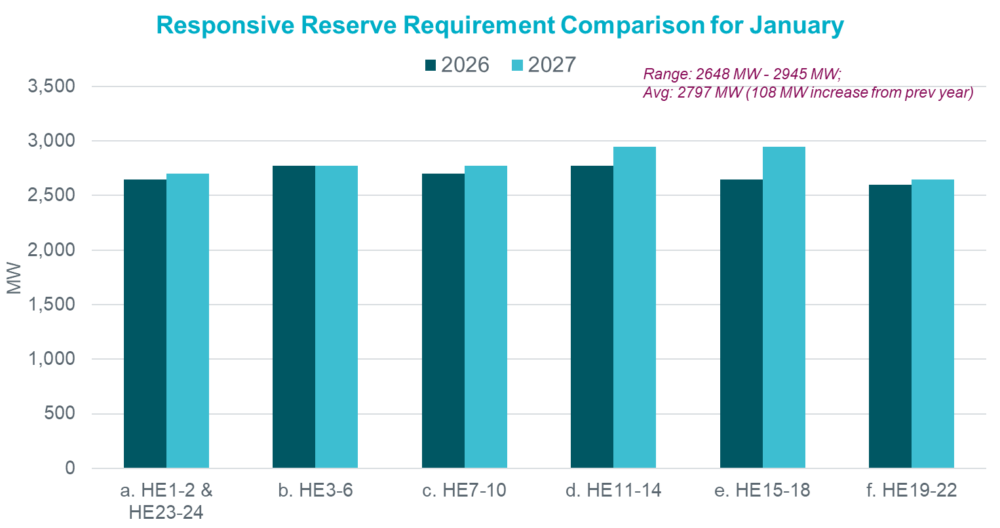 Responsive Reserve Requirement Comparison for January
2026 2027
Range: 2648 MW - 2945 MW;
Avg: 2797 MW (108 MW increase from prev year)
3,500
3,000
2,500
2,000
1,500
1,000
500
0
MW
a. HE1-2 &
HE23-24
b. HE3-6
c. HE7-10
d. HE11-14
e. HE15-18
f. HE19-22